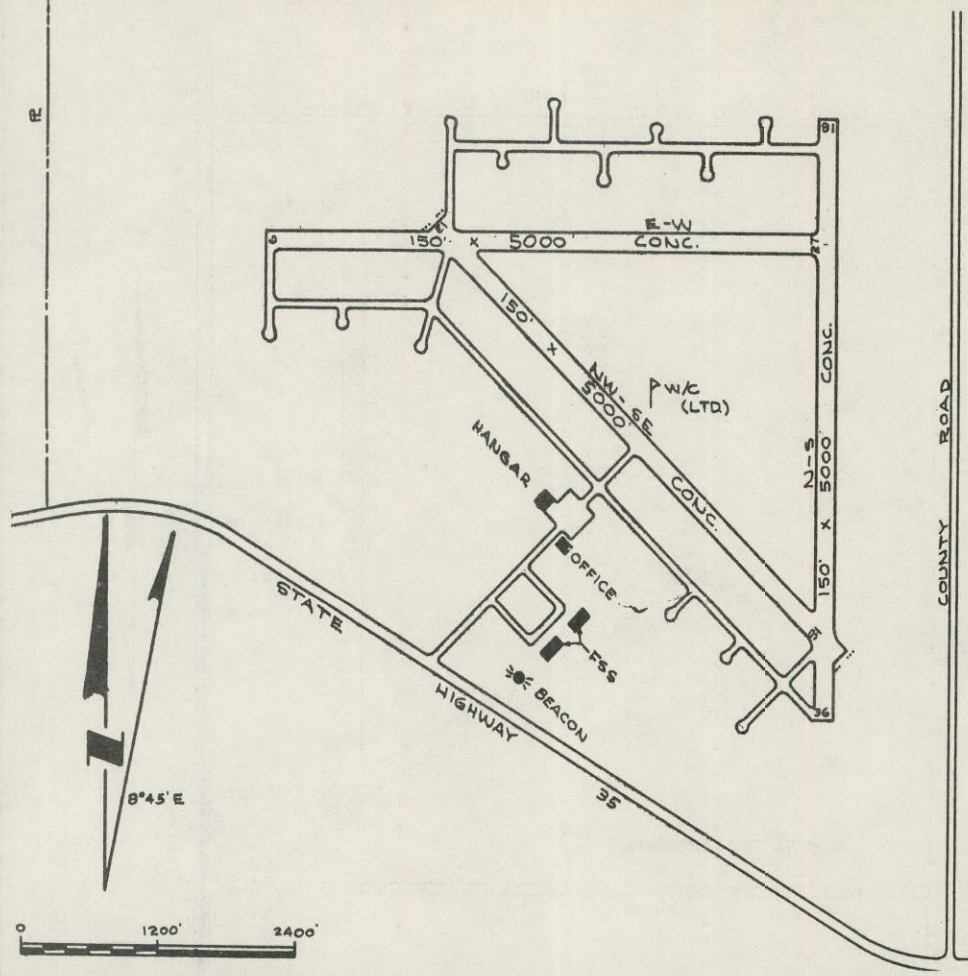 PL
18
E-W
150' x 5000' CONC.
9
27
150' x 5000' CONC.
NW-SE
W/C
(LTD)
N-S
150' x 5000' CONC.
HANGAR
OFFICE
FSS
BEACON
31
36
STATE HIGHWAY 35
COUNTY ROAD
8°45'E
N
0 1200' 2400'